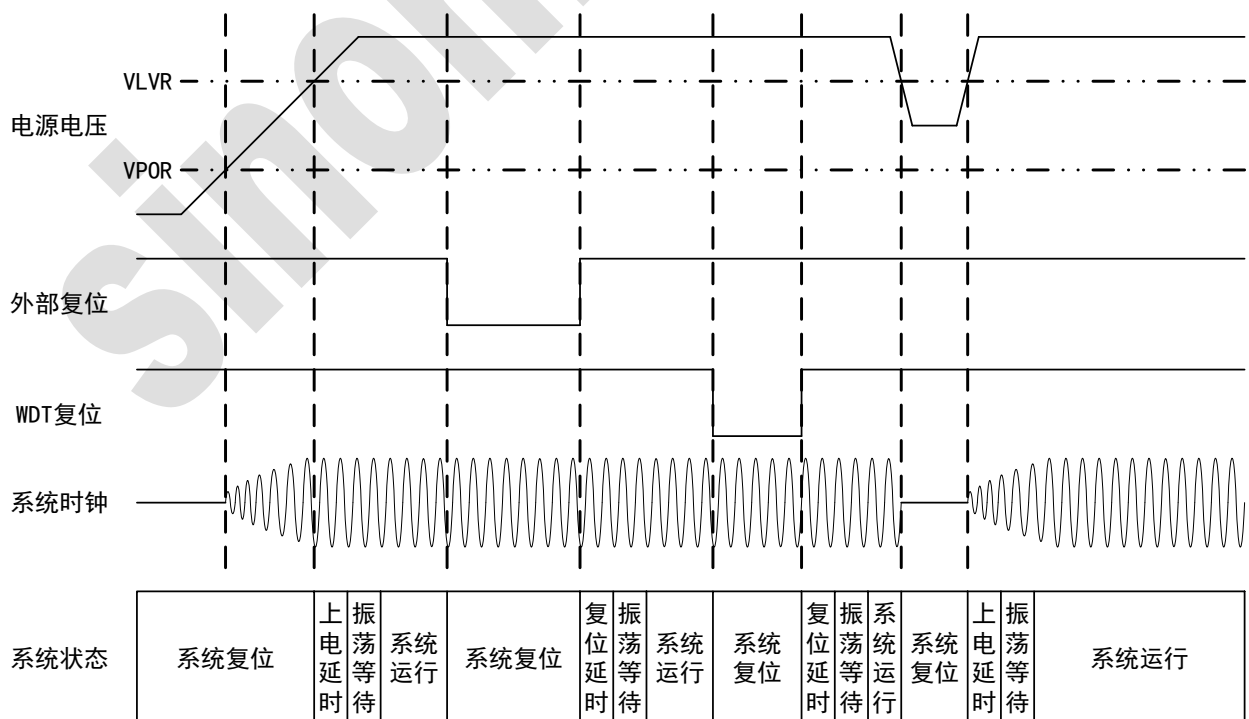 VLVR
电源电压
VPOR
外部复位
WDT复位
系统时钟
系统状态
系统复位
上电延时
振荡等待
系统运行
系统复位
复位延时
振荡等待
系统运行
系统复位
复位延时
振荡等待
系统运行
系统复位
上电延时
振荡等待
系统运行
sinom